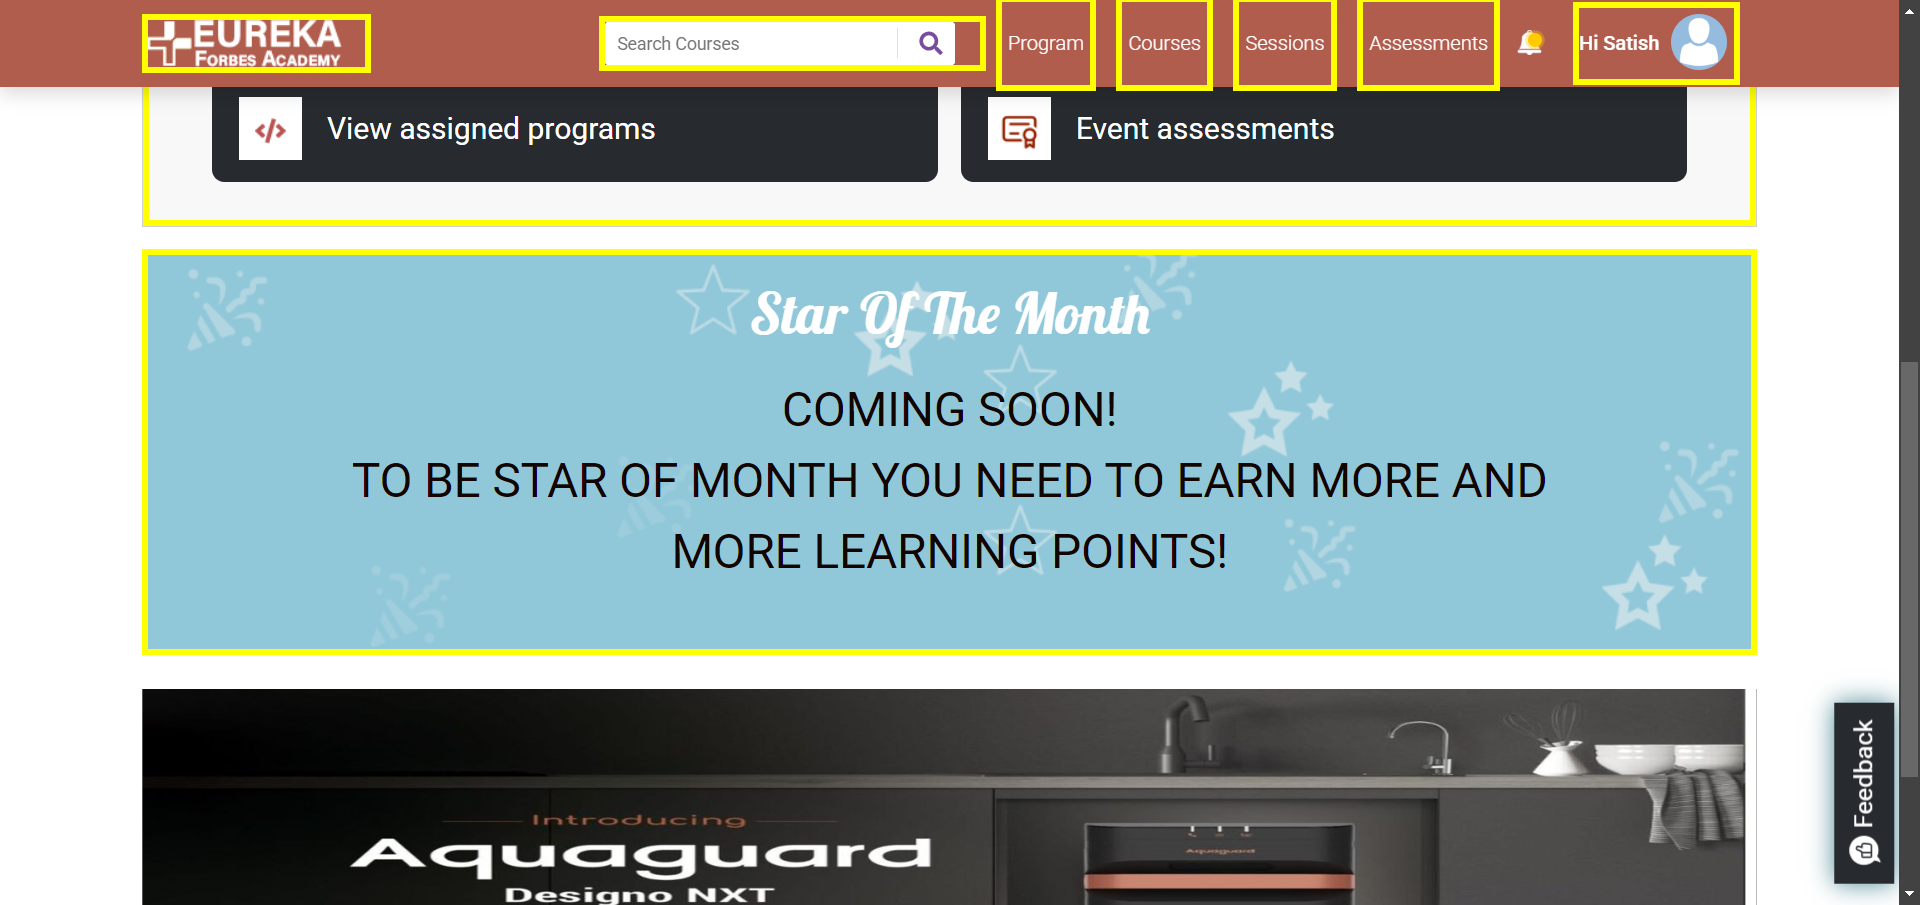 EUREKA
FORBES ACADEMY
Search Courses
Program
Courses
Sessions
Assessments
Hi Satish
View assigned programs
Event assessments
Star Of The Month
COMING SOON!
TO BE STAR OF MONTH YOU NEED TO EARN MORE AND
MORE LEARNING POINTS!
Introducing
Aquaguard
Designo NXT
Aquaguard
Feedback